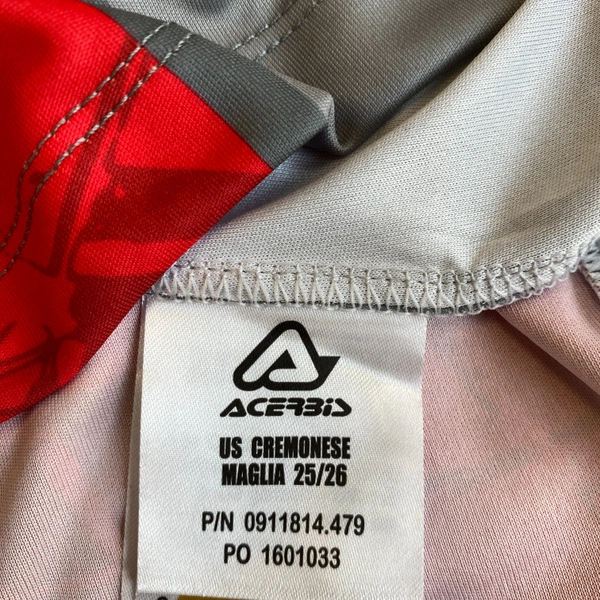 ACERBIS
US CREMONESE
MAGLIA 25/26
P/N 0911814.479
PO 1601033